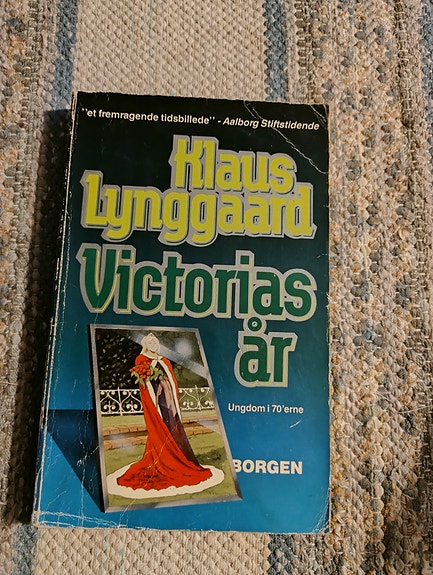 "et fremragende tidsbillede" - Aalborg Stiftstidende
Klaus
Lynggaard
Victorias
år
Ungdom i 70'erne
BORGEN